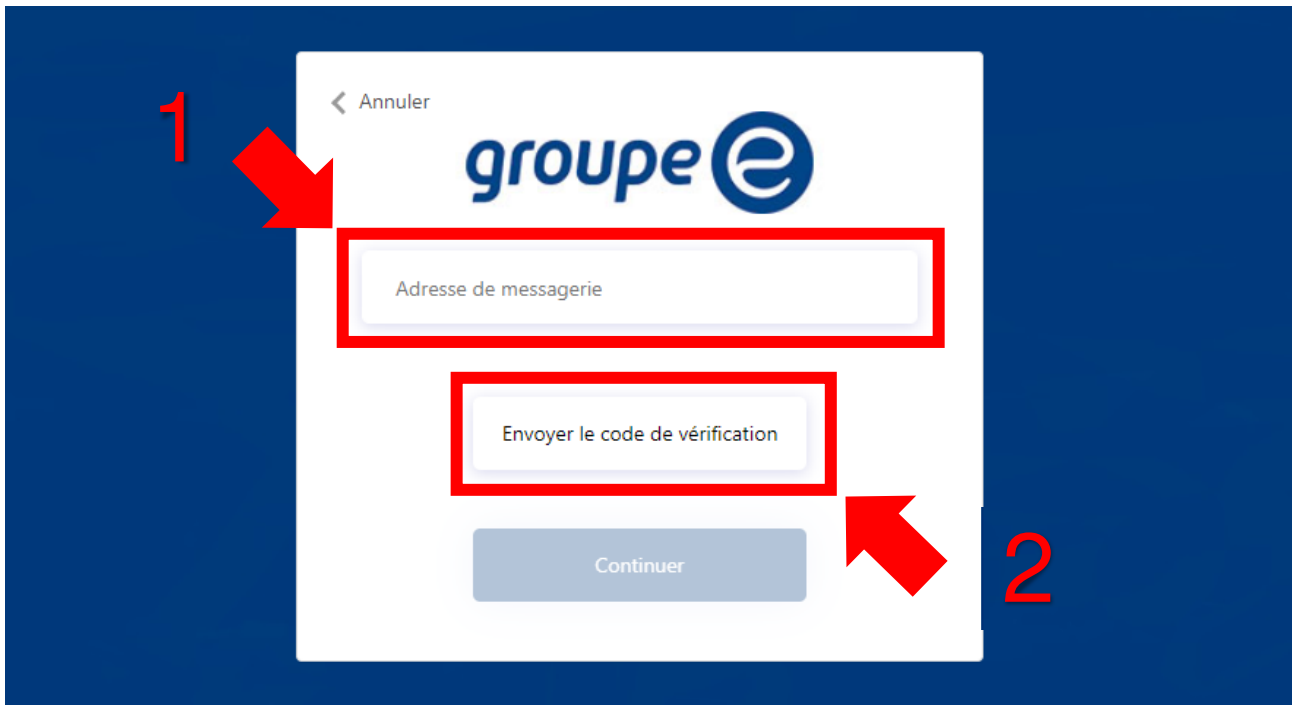 1
Annuler
groupe e
Adresse de messagerie
Envoyer le code de vérification
Continuer
2